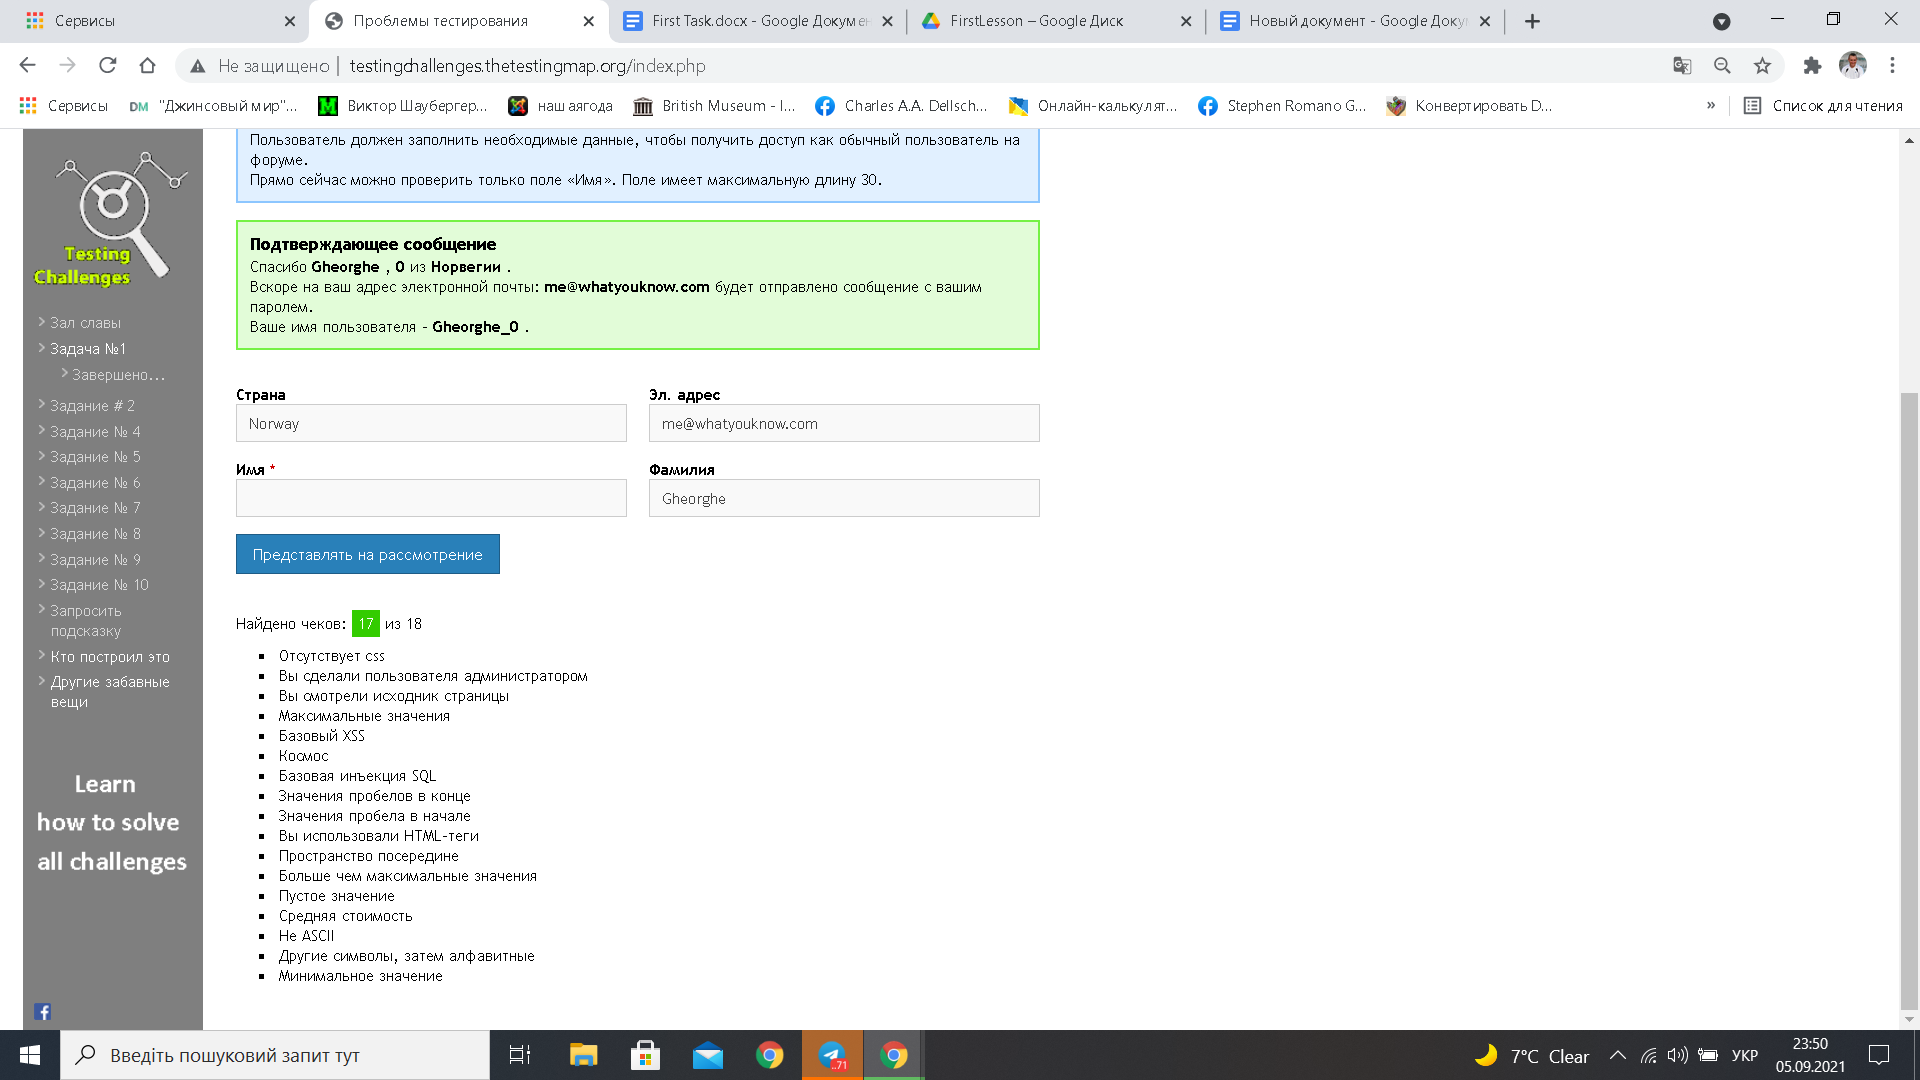 Сервисы
Проблемы тестирования
First Task.docx - Google Докумен
FirstLesson – Google Диск
Новый документ - Google Доку
Не защищено | testingchallenges.thetestingmap.org/index.php
Сервисы
DM "Джинсовый мир"...
Виктор Шаубергер...
наш аягода
British Museum - I...
Charles A.A. Dellsch...
Онлайн-калькулят...
Stephen Romano G...
Конвертировать D...
»
Список для чтения
Testing
Challenges
Зал славы
Задача №1
Завершено...
Задание # 2
Задание № 4
Задание № 5
Задание № 6
Задание № 7
Задание № 8
Задание № 9
Задание № 10
Запросить
подсказку
Кто построил это
Другие забавные
вещи
Learn
how to solve
all challenges
Пользователь должен заполнить необходимые данные, чтобы получить доступ как обычный пользователь на
форуме.
Прямо сейчас можно проверить только поле «Имя». Поле имеет максимальную длину 30.
Подтверждающее сообщение
Спасибо Gheorghe , 0 из Норвегии .
Вскоре на ваш адрес электронной почты: me@whatyouknow.com будет отправлено сообщение с вашим
паролем.
Ваше имя пользователя - Gheorghe_0 .
Страна
Эл. адрес
Norway
me@whatyouknow.com
Имя *
Фамилия
Gheorghe
Представлять на рассмотрение
Найдено чеков: 17 из 18
Отсутствует css
Вы сделали пользователя администратором
Вы смотрели исходник страницы
Максимальные значения
Базовый XSS
Космос
Базовая инъекция SQL
Значения пробелов в конце
Значения пробела в начале
Вы использовали HTML-теги
Пространство посередине
Больше чем максимальные значения
Пустое значение
Средняя стоимость
Не ASCII
Другие символы, затем алфавитные
Минимальное значение
Введіть пошуковий запит тут
..71
7°C Clear
УКР
23:50
05.09.2021